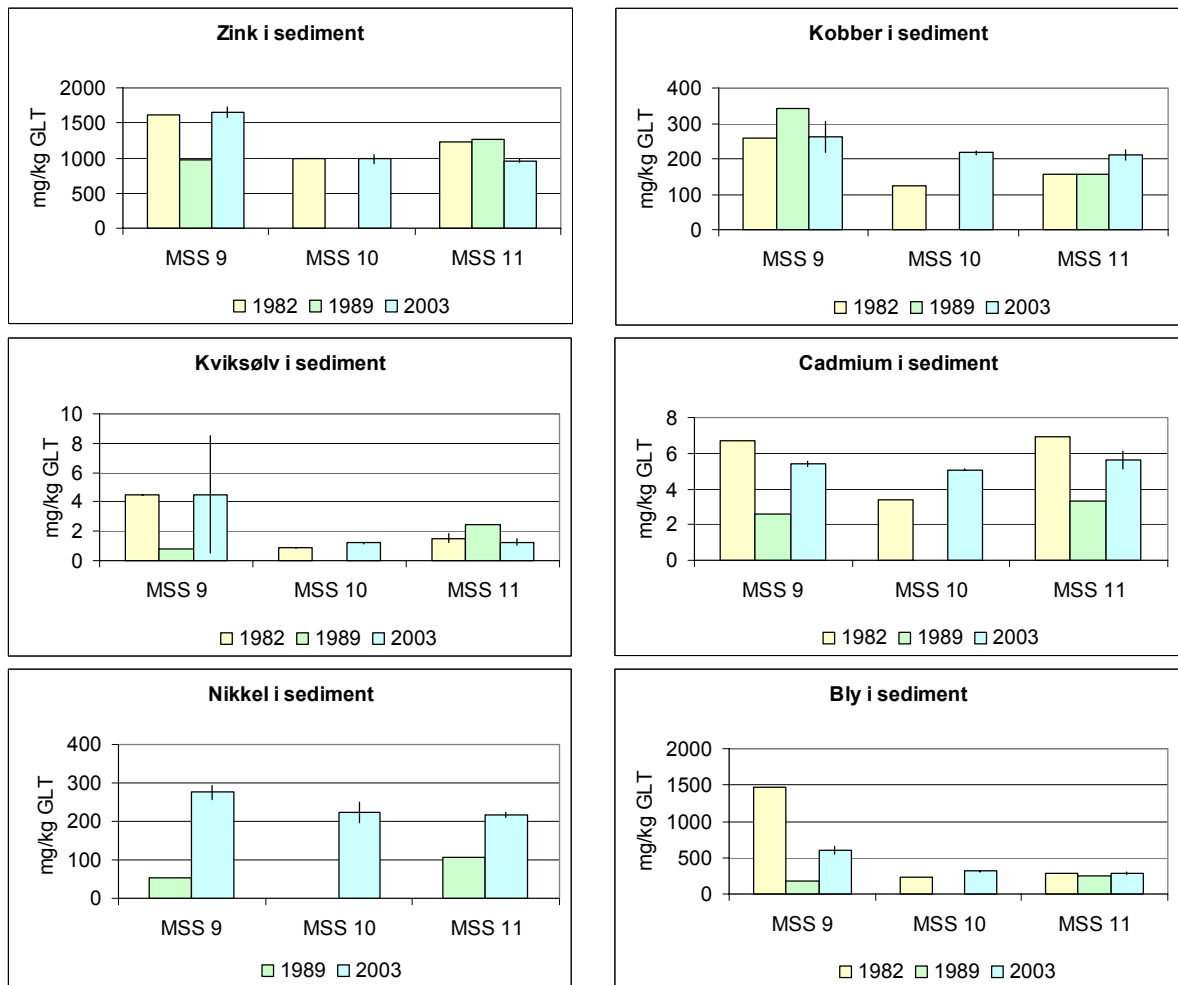 Zink i sediment
mg/kg GLT
2000
1500
1000
500
0
MSS 9 MSS 10 MSS 11
1982 1989 2003
Kobber i sediment
mg/kg GLT
400
300
200
100
0
MSS 9 MSS 10 MSS 11
1982 1989 2003
Kviksølv i sediment
mg/kg GLT
10
8
6
4
2
0
MSS 9 MSS 10 MSS 11
1982 1989 2003
Cadmium i sediment
mg/kg GLT
8
6
4
2
0
MSS 9 MSS 10 MSS 11
1982 1989 2003
Nikkel i sediment
mg/kg GLT
400
300
200
100
0
MSS 9 MSS 10 MSS 11
1989 2003
Bly i sediment
mg/kg GLT
2000
1500
1000
500
0
MSS 9 MSS 10 MSS 11
1982 1989 2003